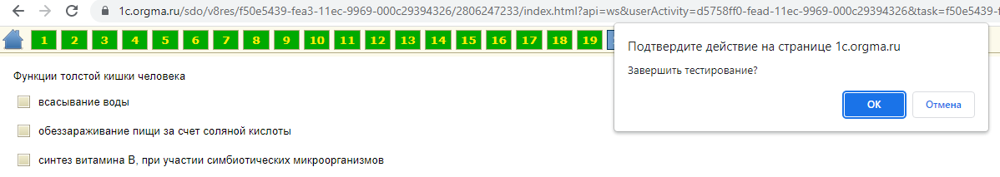 1c.orgma.ru/sdo/v8res/f50e5439-fea3-11ec-9969-000c29394326/2806247233/index.html?api=ws&userActivity=d5758ff0-fead-11ec-9969-000c29394326&task=f50e5439-f
1 2 3 4 5 6 7 8 9 10 11 12 13 14 15 16 17 18 19
Подтвердите действие на странице 1c.orgma.ru
Завершить тестирование?
ОК Отмена
Функции толстой кишки человека
всасывание воды
обеззараживание пищи за счет соляной кислоты
синтез витамина В, при участии симбиотических микроорганизмов